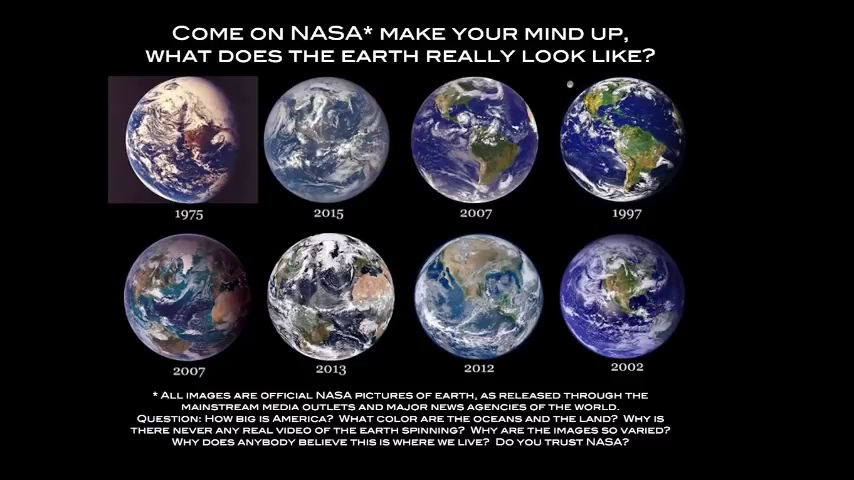 Come on NASA* make your mind up,
what does the earth really look like?
1975
2015
2007
1997
2007
2013
2012
2002
* All images are official NASA pictures of earth, as released through the
mainstream media outlets and major news agencies of the world.
Question: How big is America? What color are the oceans and the land? Why is
there never any real video of the earth spinning? Why are the images so varied?
Why does anybody believe this is where we live? Do you trust NASA?